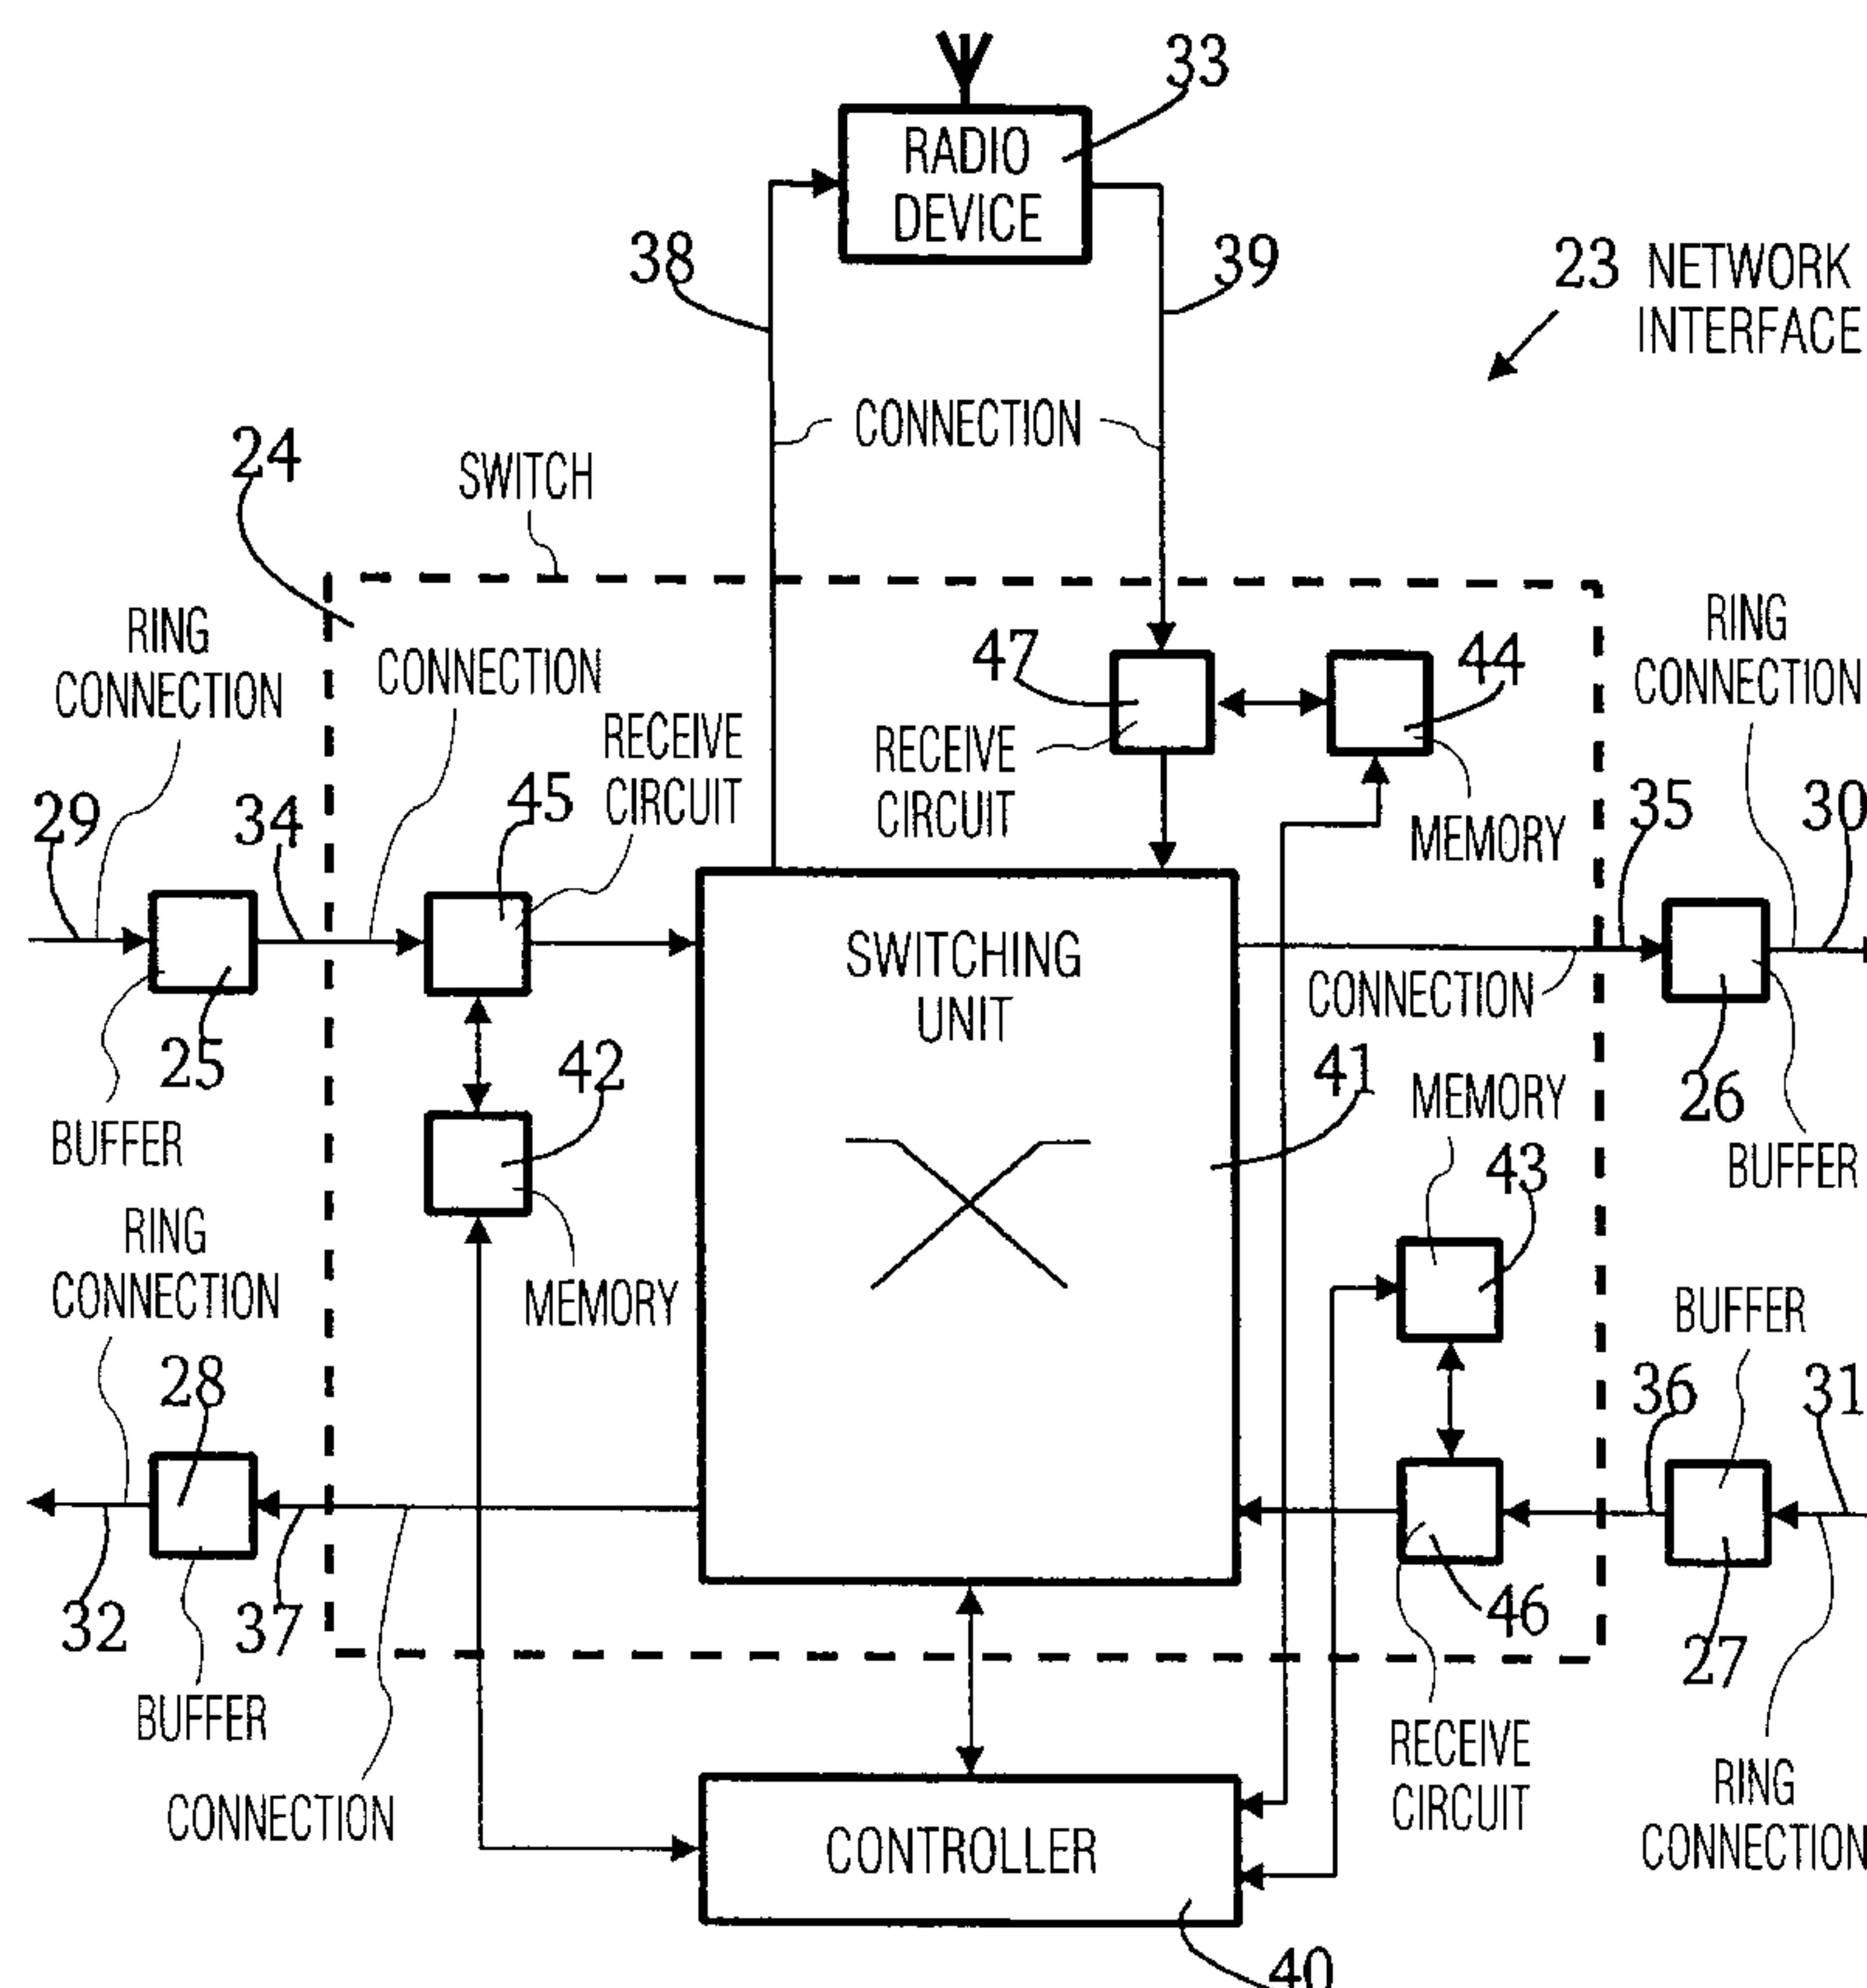 33
RADIO
DEVICE
38
39
23 NETWORK
INTERFACE
CONNECTION
24
SWITCH
RING
CONNECTION
CONNECTION
RECEIVE
CIRCUIT
47
44
RECEIVE
CIRCUIT
MEMORY
RING
CONNECTION
29
34
45
35
30
SWITCHING
UNIT
CONNECTION
25
42
41
26
BUFFER
MEMORY
BUFFER
43
RING
CONNECTION
MEMORY
BUFFER
28
36
31
32
37
46
27
BUFFER
CONNECTION
RECEIVE
CIRCUIT
RING
CONNECTION
CONTROLLER
40